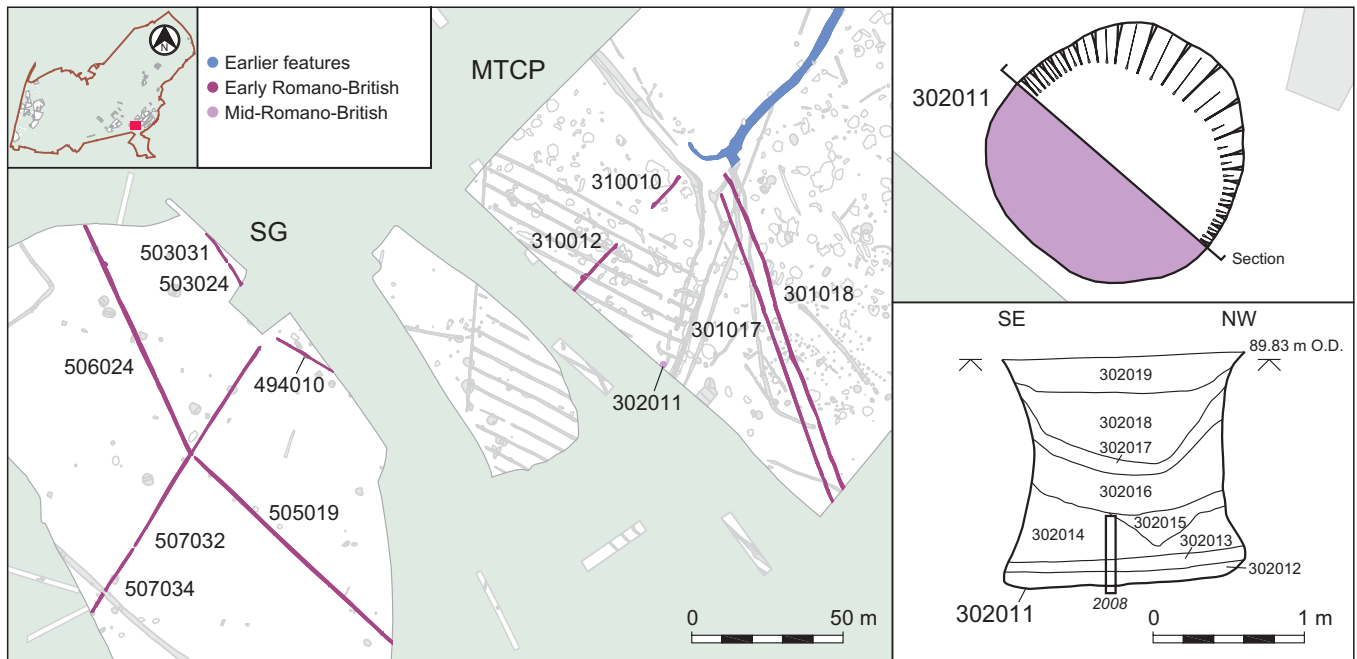 N
Earlier features
Early Romano-British
Mid-Romano-British
MTCP
SG
310010
310012
503031
503024
301018
301017
506024
494010
302011
505019
507032
507034
0 50 m
302011
Section
SE NW
89.83 m O.D.
302019
302018
302017
302016
302015
302014
302013
302012
302011
2008
0 1 m